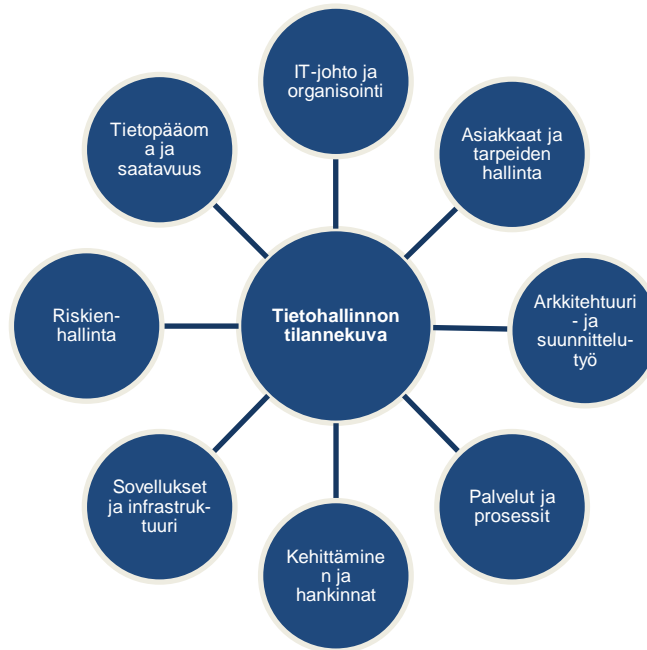 IT-johto ja
organisointi
Asiakkaat ja
tarpeiden
hallinta
Arkkitehtuuri
- ja
suunnittelu-
työ
Palvelut ja
prosessit
Kehittämine
n ja
hankinnat
Sovellukset
ja infrastruk-
tuuri
Riskien-
hallinta
Tietopääom
a ja
saatavuus
Tietohallinnon
tilannekuva